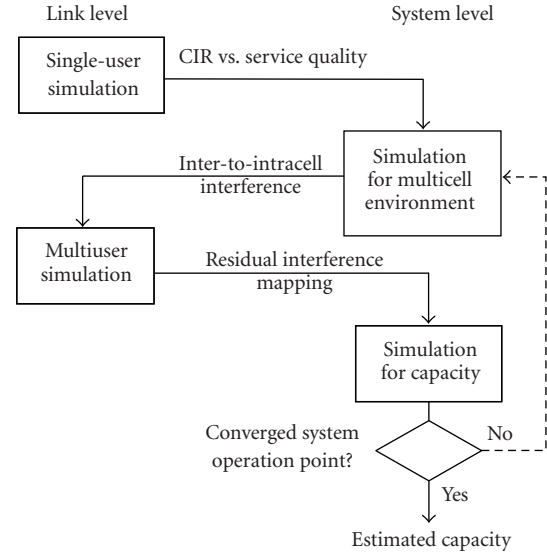 Link level
System level
Single-user
simulation
CIR vs. service quality
Simulation
for multicell
environment
Inter-to-intracell
interference
Multiuser
simulation
Residual interference
mapping
Simulation
for capacity
Converged system
operation point?
No
Yes
Estimated capacity